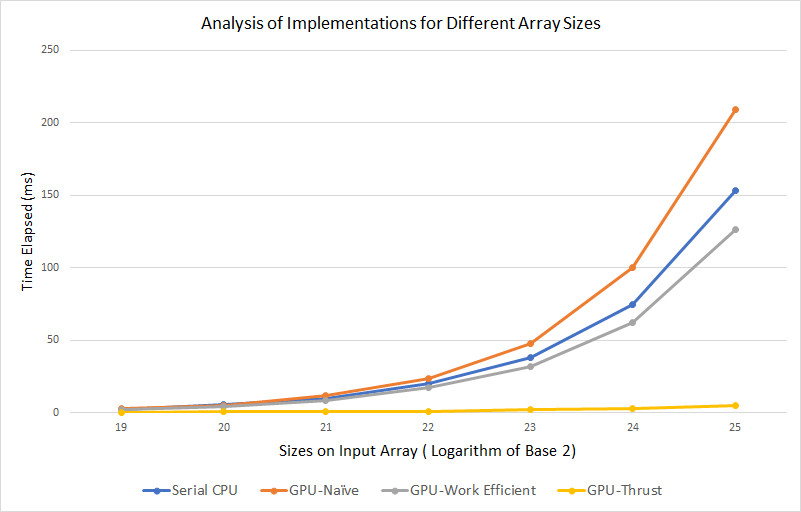 Analysis of Implementations for Different Array Sizes
250
200
150
100
50
0
Time Elapsed (ms)
19 20 21 22 23 24 25
Sizes on Input Array ( Logarithm of Base 2)
Serial CPU GPU-Naïve GPU-Work Efficient GPU-Thrust